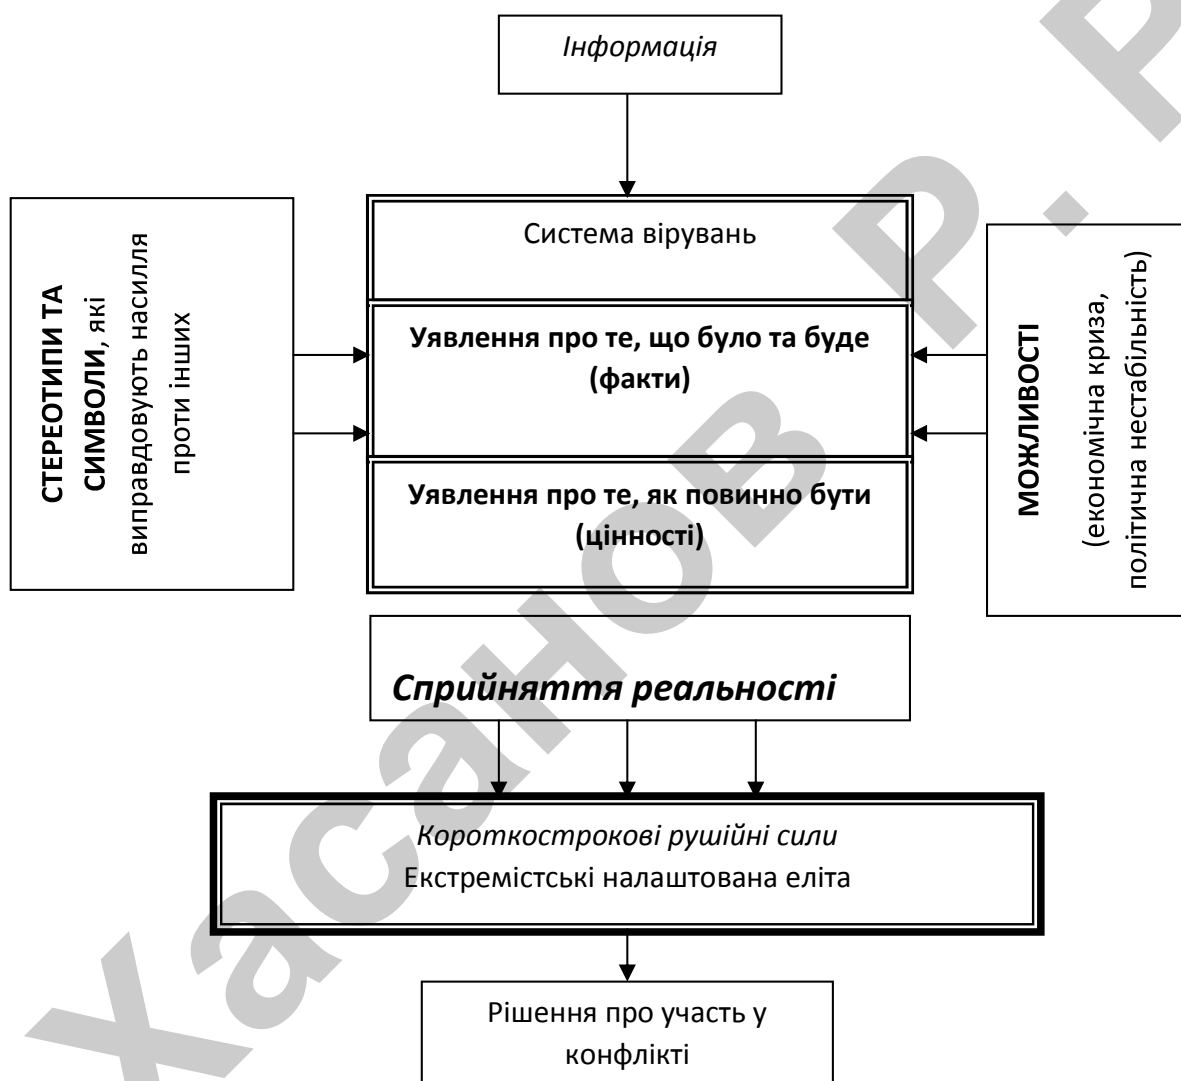 Інформація
Система вірувань
СТЕРЕОТИПИ ТА
СИМВОЛИ, які
виправдовують насилля
проти інших
Уявлення про те, що було та буде
(факти)
МОЖЛИВОСТІ
(економічна криза,
політична нестабільність)
Уявлення про те, як повинно бути
(цінності)
Сприйняття реальності
Короткострокові рушійні сили
Екстремістські налаштована еліта
Рішення про участь у
конфлікті
Хасанов Р. Р